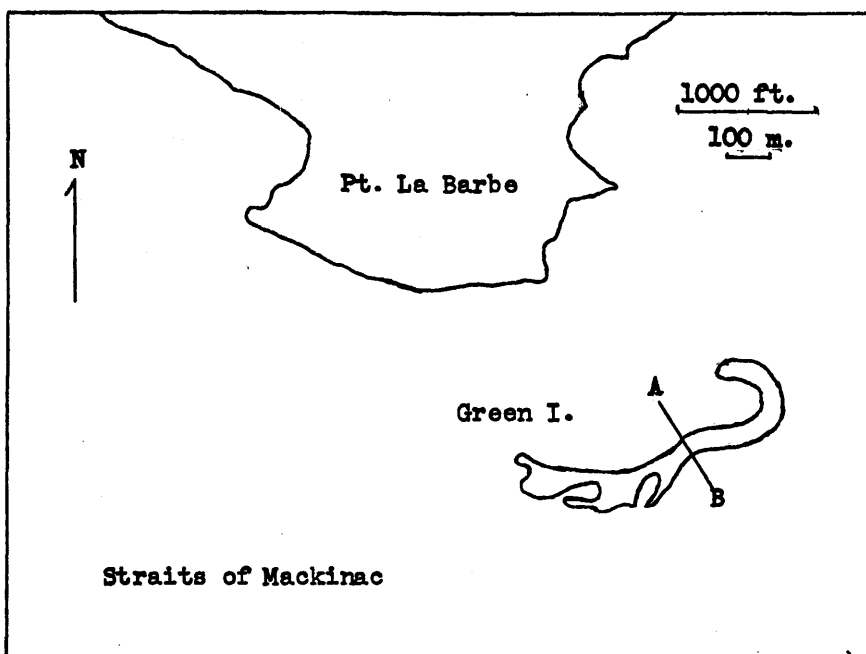 1000 ft.
100 m.
N
Pt. La Barbe
A
Green I.
B
Straits of Mackinac